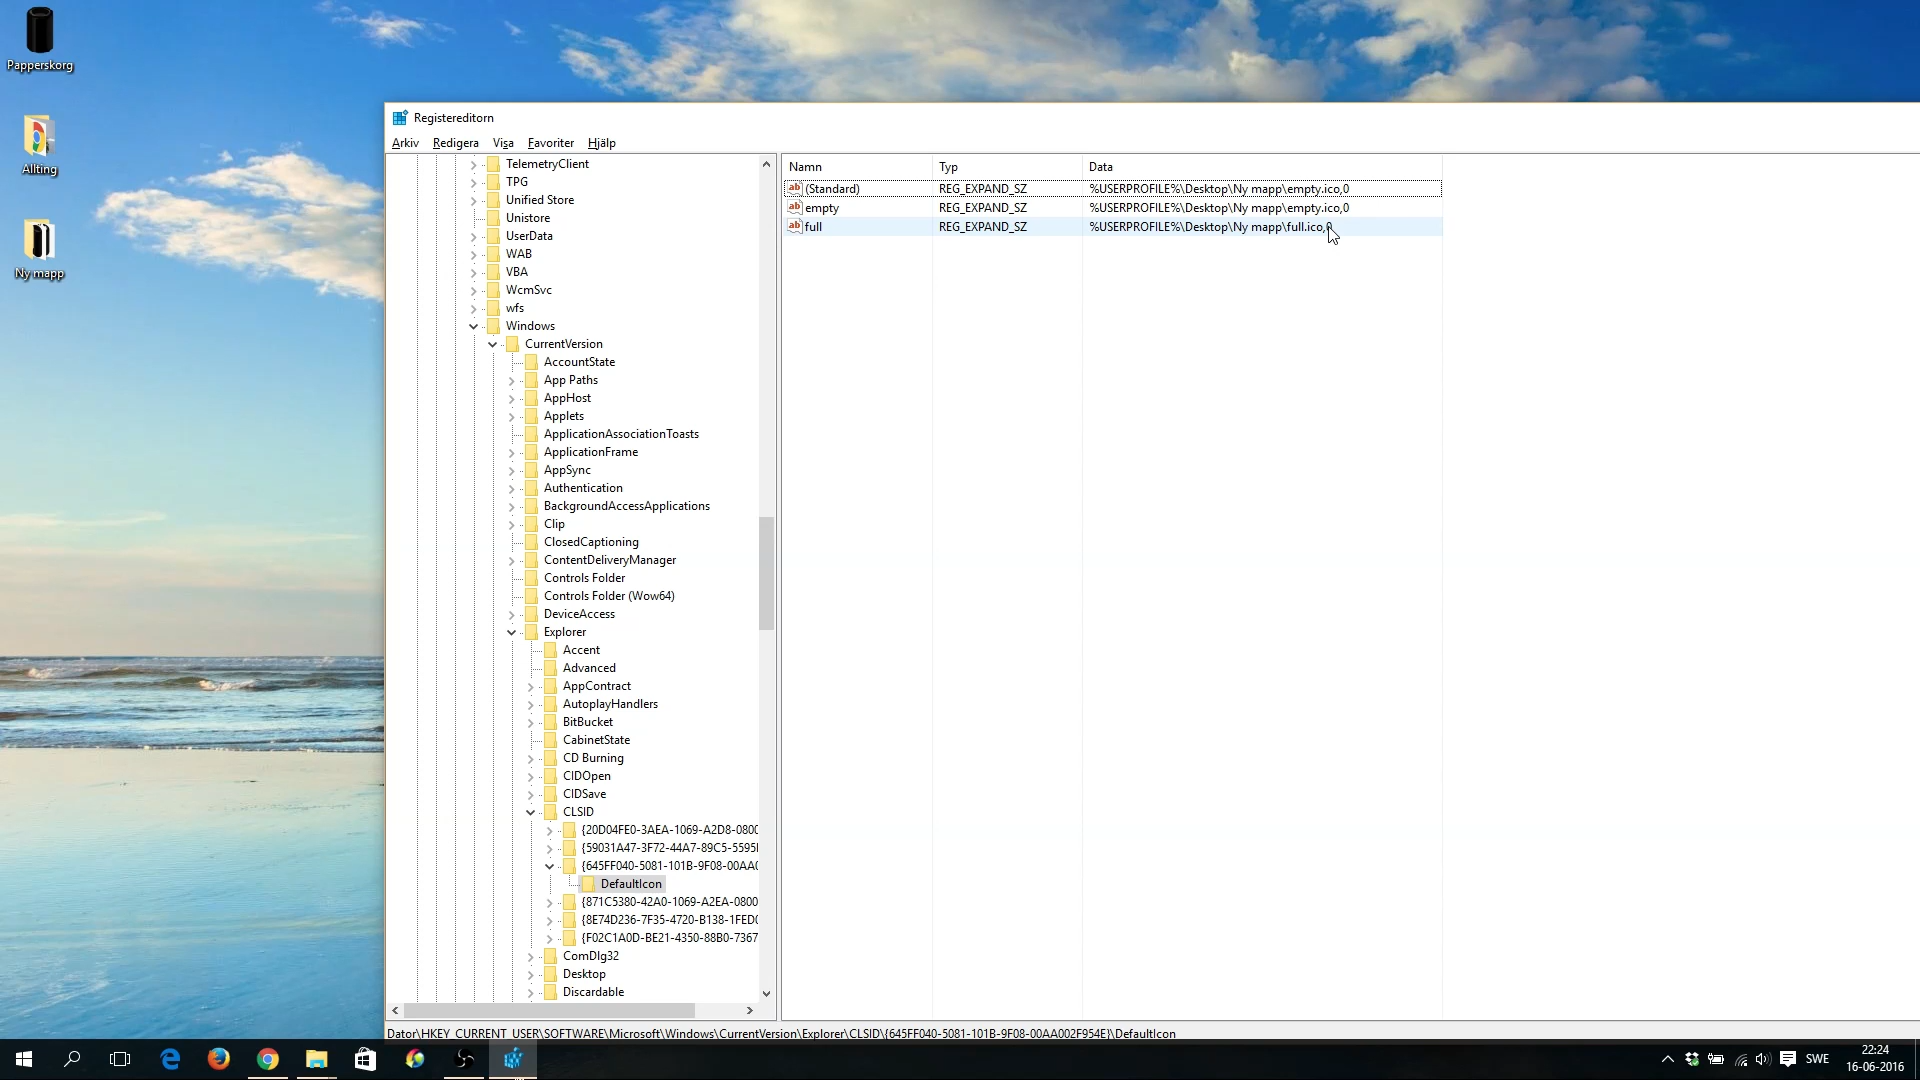 Papperskorg
Allting
Ny mapp
Registereditorn
Arkiv Redigera Visa Favoriter Hjälp
TelemetryClient
TPG
Unified Store
Unistore
UserData
WAB
VBA
WcmSvc
wfs
Windows
CurrentVersion
AccountState
App Paths
AppHost
Applets
ApplicationAssociationToasts
ApplicationFrame
AppSync
Authentication
BackgroundAccessApplications
Clip
ClosedCaptioning
ContentDeliveryManager
Controls Folder
Controls Folder (Wow64)
DeviceAccess
Explorer
Accent
Advanced
AppContract
AutoplayHandlers
BitBucket
CabinetState
CD Burning
CIDOpen
CIDSave
CLSID
{20D04FE0-3AEA-1069-A2D8-0800
{59031A47-3F72-44A7-89C5-5595
{645FF040-5081-101B-9F08-00AA0
DefaultIcon
{871C5380-42A0-1069-A2EA-0800
{8E74D236-7F35-4720-B138-1FED0
{F02C1A0D-BE21-4350-88B0-7367
ComDlg32
Desktop
Discardable
Namn Typ Data
(Standard) REG_EXPAND_SZ %USERPROFILE%\Desktop\Ny mapp\empty.ico,0
empty REG_EXPAND_SZ %USERPROFILE%\Desktop\Ny mapp\empty.ico,0
full REG_EXPAND_SZ %USERPROFILE%\Desktop\Ny mapp\full.ico,0
Dator\HKEY_CURRENT_USER\SOFTWARE\Microsoft\Windows\CurrentVersion\Explorer\CLSID\{645FF040-5081-101B-9F08-00AA002F954E}\DefaultIcon
SWE
22:24
16-06-2016